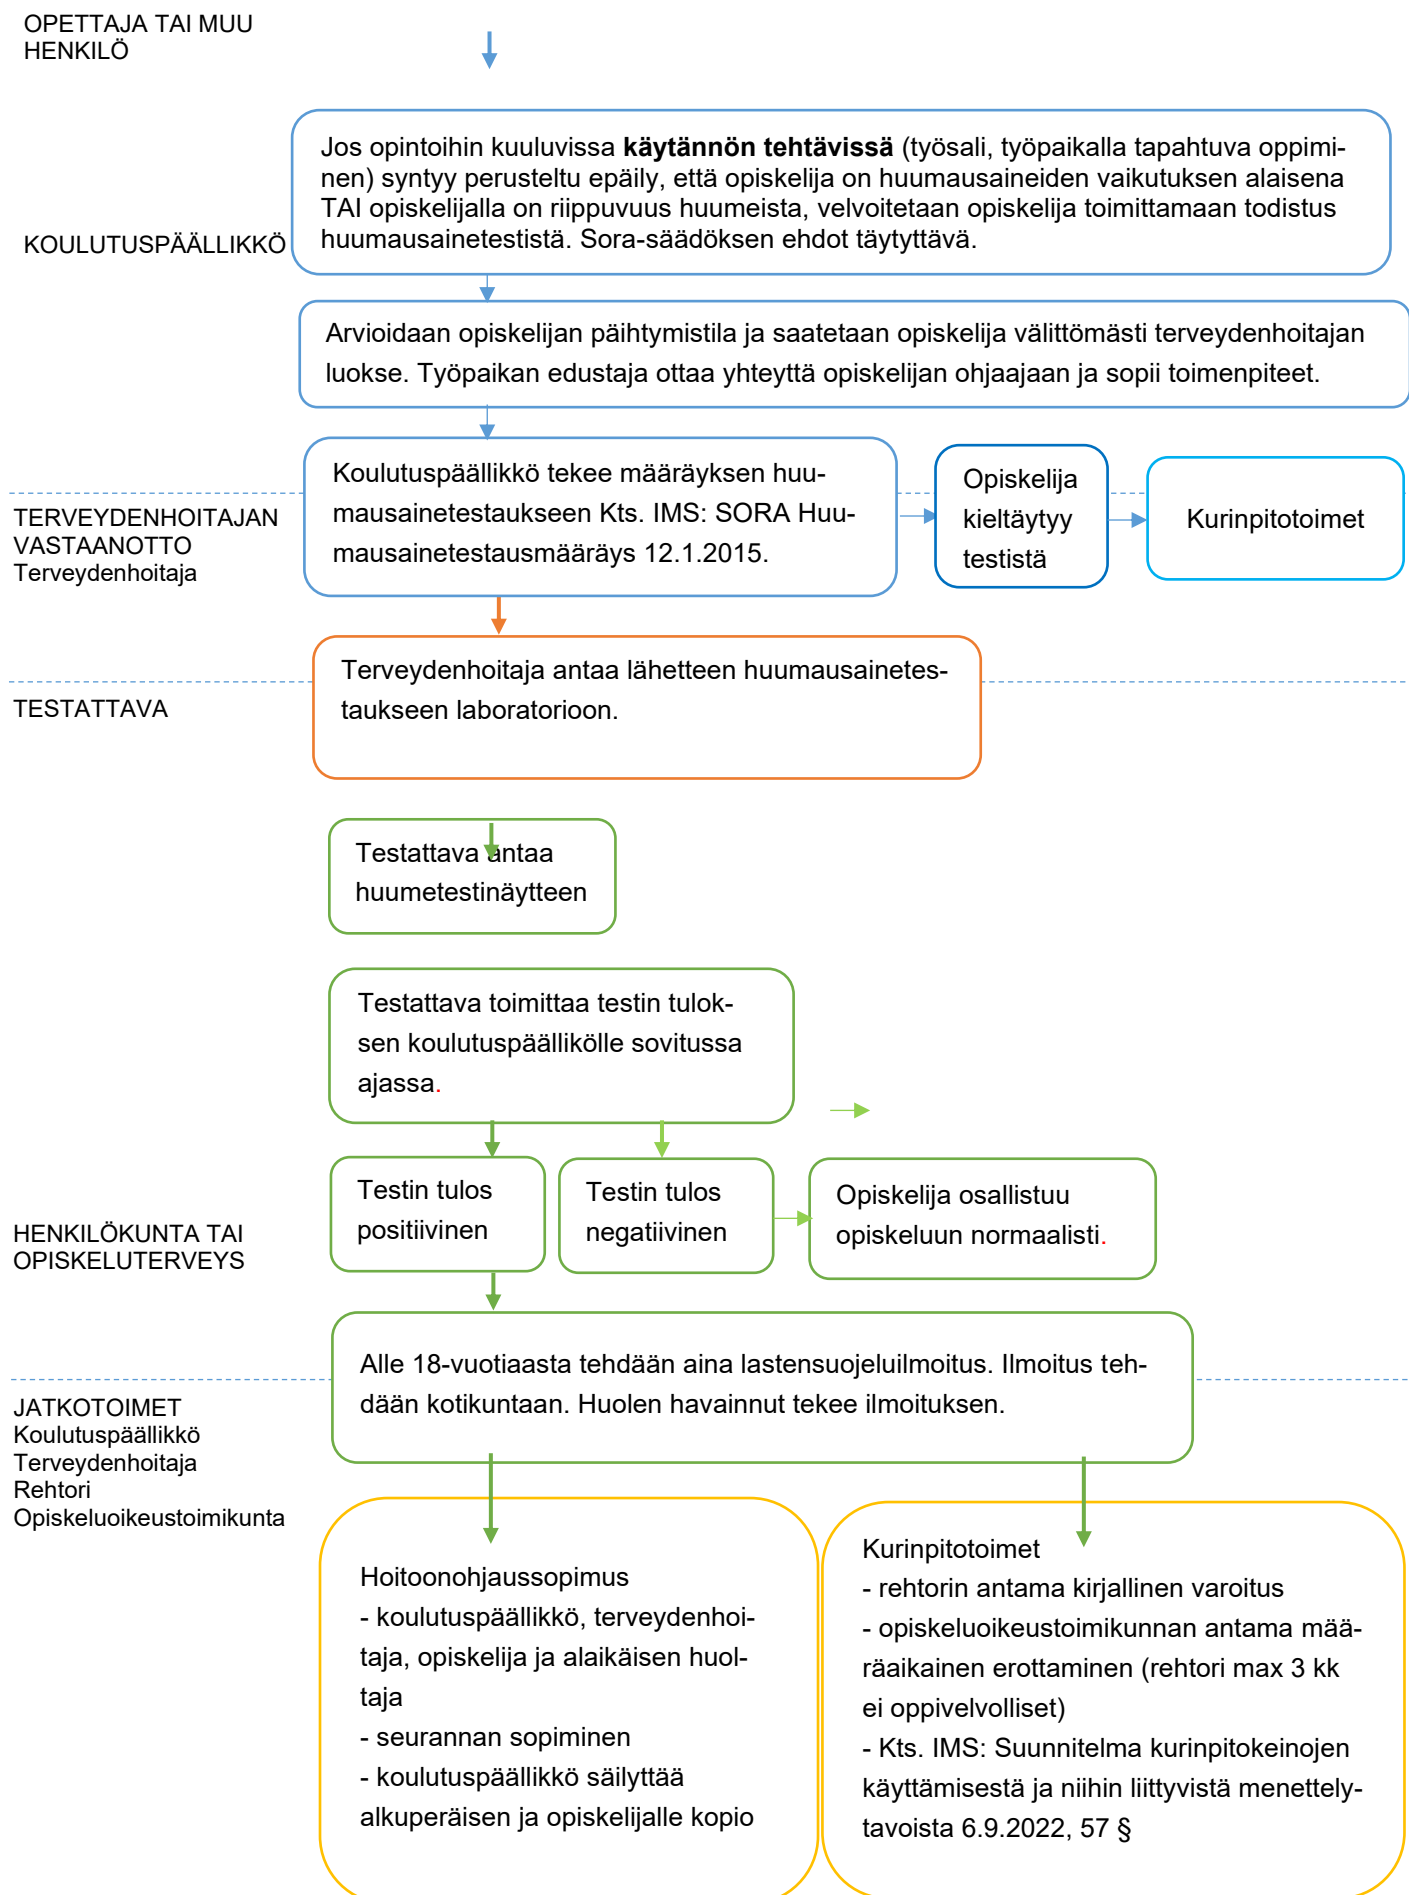 OPETTAJA TAI MUU
HENKILÖ
Jos opintoihin kuuluvissa käytännön tehtävissä (työsali, työpaikalla tapahtuva oppimi-
nen) syntyy perusteltu epäily, että opiskelija on huumausaineiden vaikutuksen alaisena
TAI opiskelijalla on riippuvuus huumeista, velvoitetaan opiskelija toimittamaan todistus
huumausainetestistä. Sora-säädöksen ehdot täytyttävä.
KOULUTUSPÄÄLLIKKÖ
Arvioidaan opiskelijan päihtymistila ja saatetaan opiskelija välittömästi terveydenhoitajan
luokse. Työpaikan edustaja ottaa yhteyttä opiskelijan ohjaajaan ja sopii toimenpiteet.
Koulutuspäällikkö tekee määräyksen huu-
mausainetestaukseen Kts. IMS: SORA Huu-
mausainetestausmääräys 12.1.2015.
Opiskelija
kieltäytyy
testistä
Kurinpitotoimet
TERVEYDENHOITAJAN
VASTAANOTTO
Terveydenhoitaja
Terveydenhoitaja antaa lähetteen huumausainetes-
taukseen laboratorioon.
TESTATTAVA
Testattava antaa
huumetestinäytteen
Testattava toimittaa testin tulok-
sen koulutuspäällikölle sovitussa
ajassa.
Testin tulos
positiivinen
Testin tulos
negatiivinen
Opiskelija osallistuu
opiskeluun normaalisti.
HENKILÖKUNTA TAI
OPISKELUTERVEYS
Alle 18-vuotiaasta tehdään aina lastensuojeluilmoitus. Ilmoitus teh-
dään kotikuntaan. Huolen havainnut tekee ilmoituksen.
JATKOTOIMET
Koulutuspäällikkö
Terveydenhoitaja
Rehtori
Opiskeluoikeustoimikunta
Hoitoonohjaussopimus
- koulutuspäällikkö, terveydenhoi-
taja, opiskelija ja alaikäisen huol-
taja
- seurannan sopiminen
- koulutuspäällikkö säilyttää
alkuperäisen ja opiskelijalle kopio
Kurinpitotoimet
- rehtorin antama kirjallinen varoitus
- opiskeluoikeustoimikunnan antama mää-
räaikainen erottaminen (rehtori max 3 kk
ei oppivelvolliset)
- Kts. IMS: Suunnitelma kurinpitokeinojen
käyttämisestä ja niihin liittyvistä menettely-
tavoista 6.9.2022, 57 §